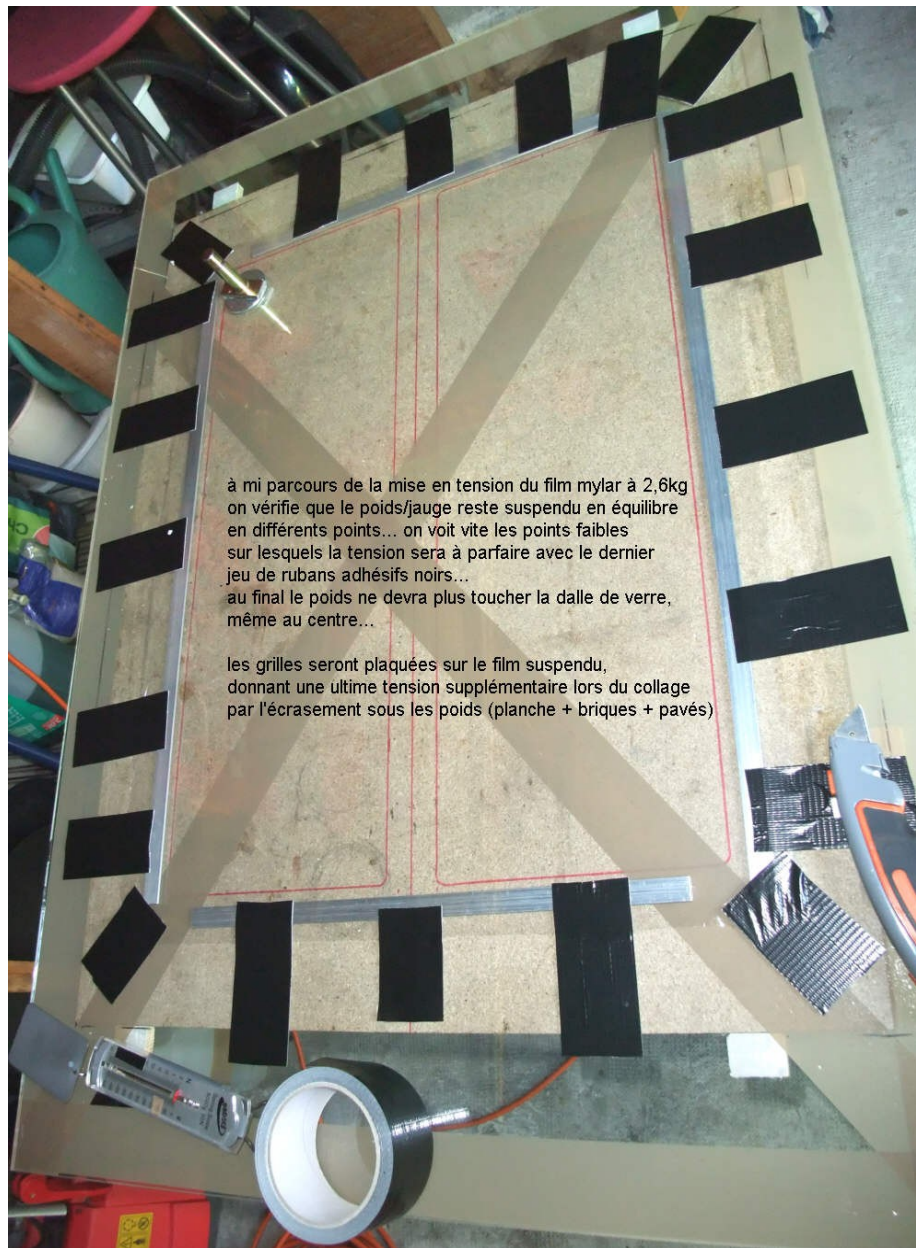 à mi parcours de la mise en tension du film mylar à 2,6kg
on vérifie que le poids/jauge reste suspendu en équilibre
en différents points... on voit vite les points faibles
sur lesquels la tension sera à parfaire avec le dernier
jeu de rubans adhésifs noirs...
au final le poids ne devra plus toucher la dalle de verre,
même au centre...
les grilles seront plaquées sur le film suspendu,
donnant une ultime tension supplémentaire lors du collage
par l'écrasement sous les poids (planche + briques + pavés)